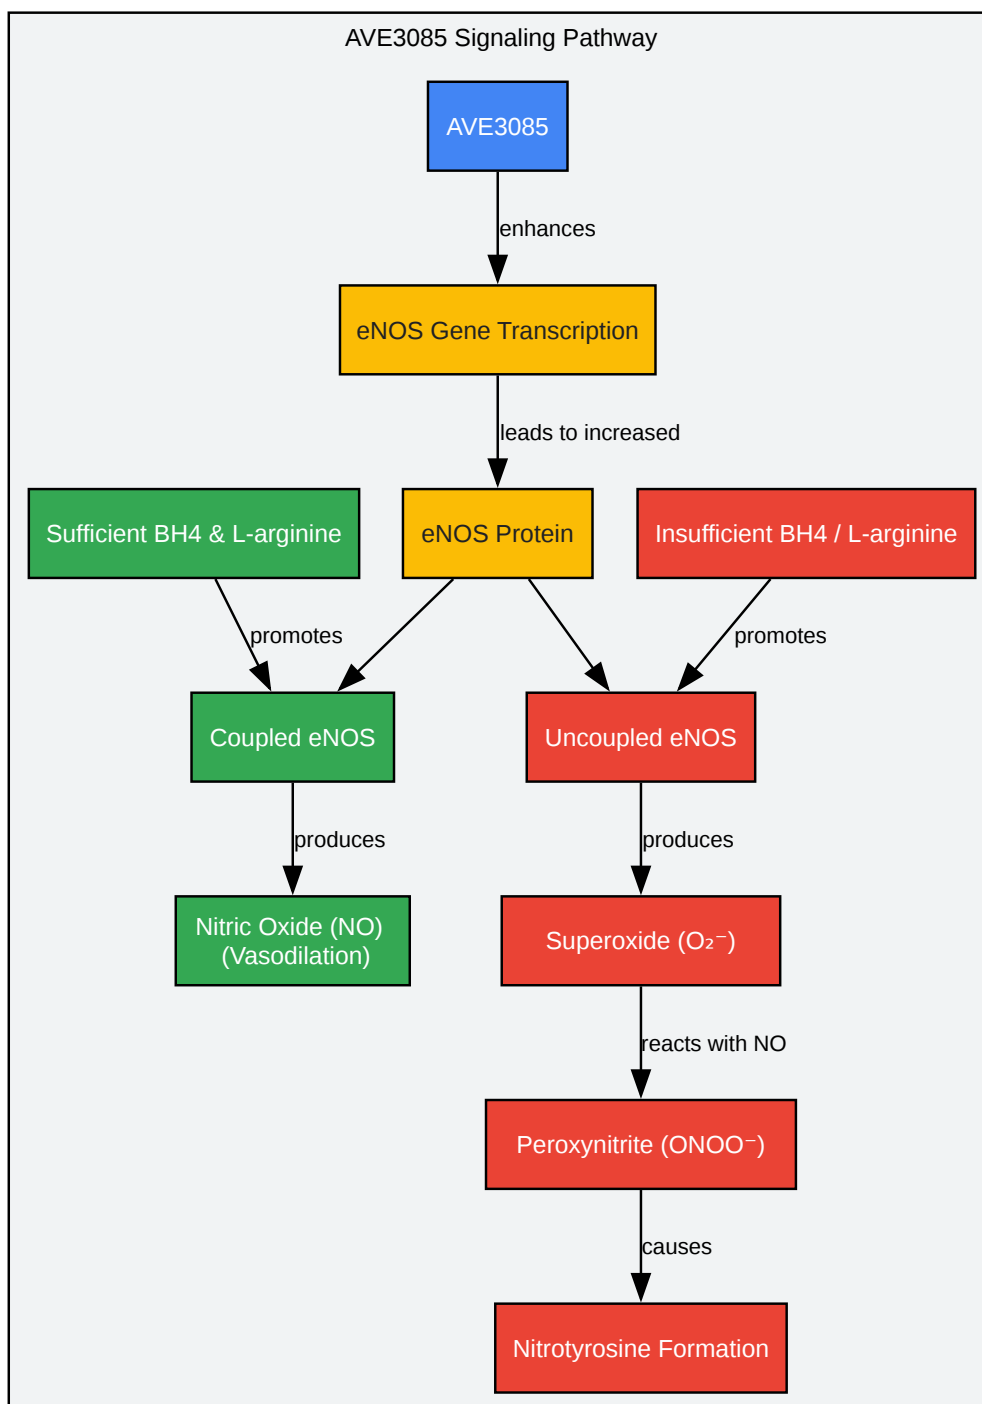 AVE3085 Signaling Pathway
AVE3085
enhances
eNOS Gene Transcription
leads to increased
Sufficient BH4 & L-arginine
eNOS Protein
Insufficient BH4 / L-arginine
promotes
promotes
Coupled eNOS
Uncoupled eNOS
produces
produces
Nitric Oxide (NO)
(Vasodilation)
Superoxide (O₂⁻)
reacts with NO
Peroxynitrite (ONOO⁻)
causes
Nitrotyrosine Formation